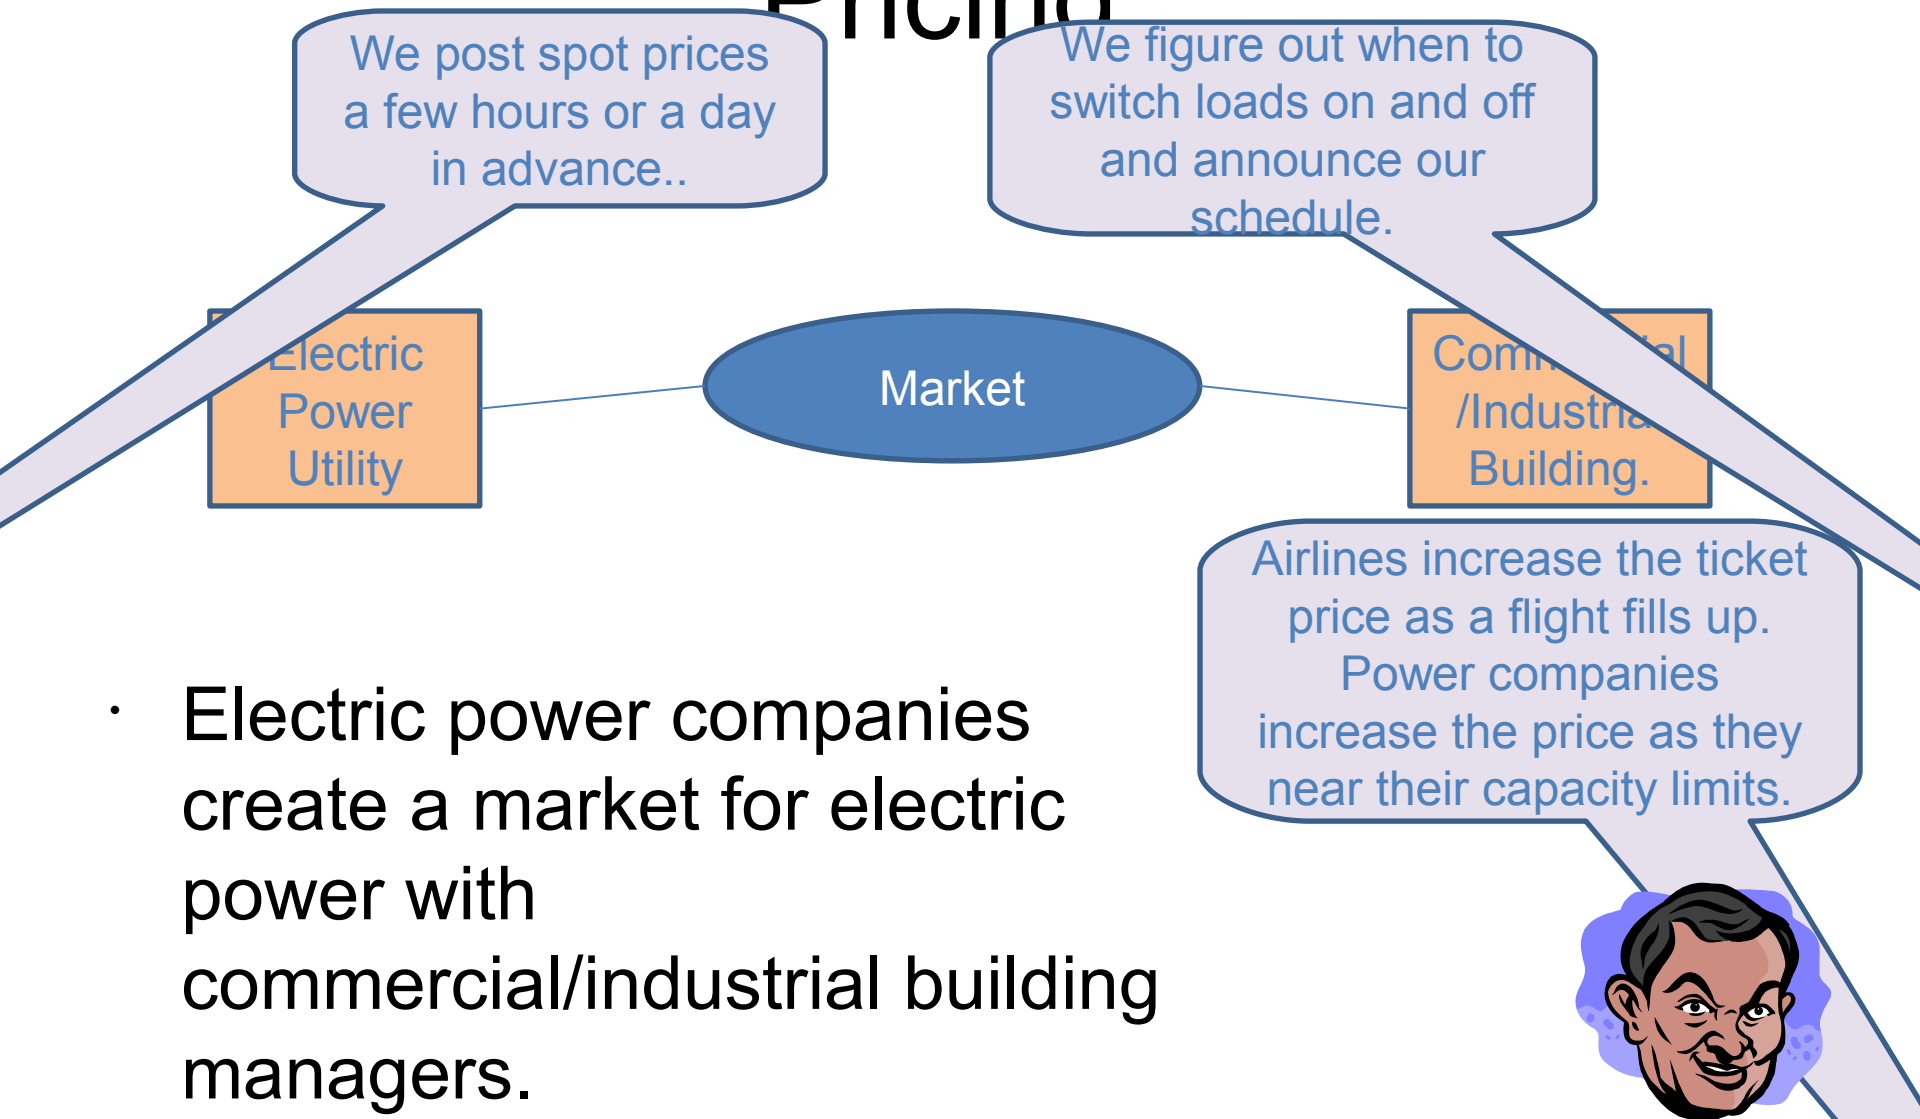 Pricing
We post spot prices
a few hours or a day
in advance..
We figure out when to
switch loads on and off
and announce our
schedule.
Electric
Power
Utility
Market
/Industrial
Building.
Airlines increase the ticket
price as a flight fills up.
Power companies
increase the price as they
near their capacity limits.
· Electric power companies
create a market for electric
power with
commercial/industrial building
managers.